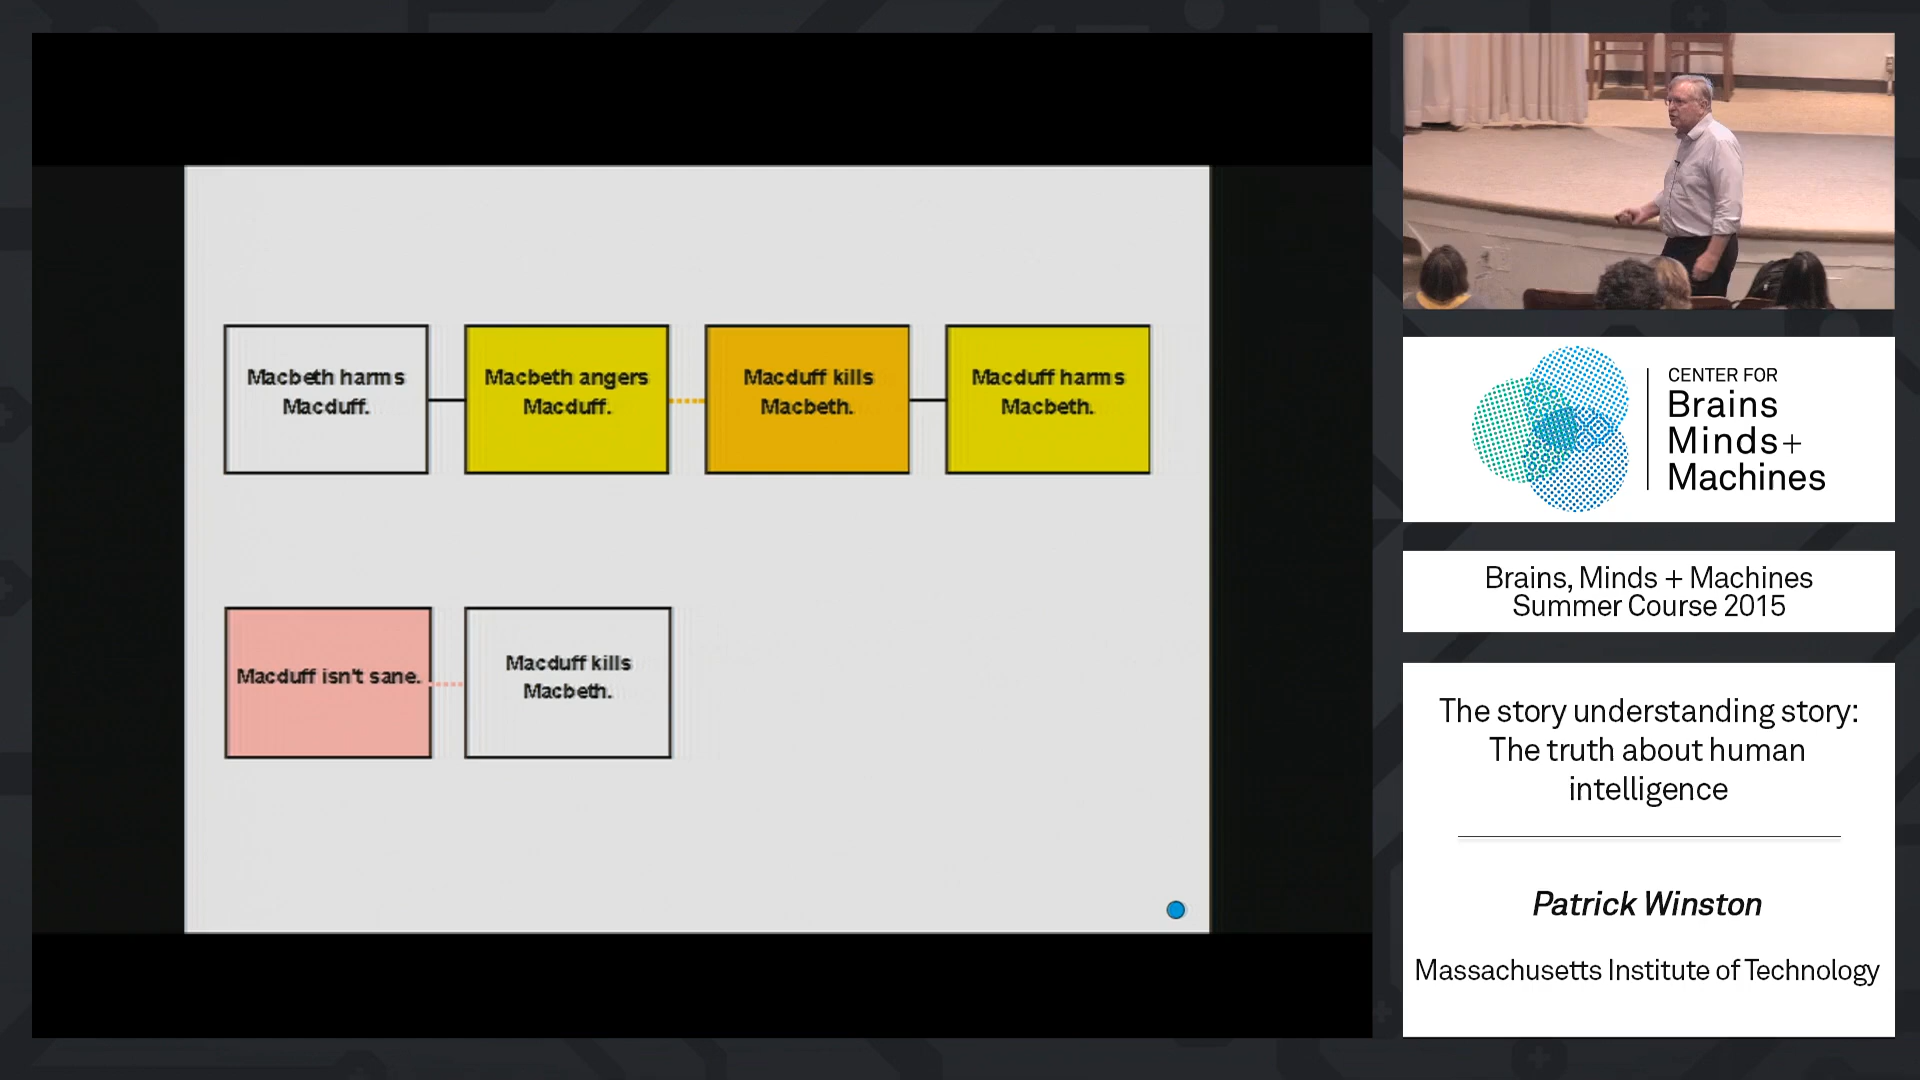 Macbeth harms
Macduff.
Macbeth angers
Macduff.
Macduff kills
Macbeth.
Macduff harms
Macbeth.
Macduff isn't sane.
Macduff kills
Macbeth.
CENTER FOR
Brains
Minds+
Machines
Brains, Minds + Machines
Summer Course 2015
The story understanding story:
The truth about human
intelligence
Patrick Winston
Massachusetts Institute of Technology